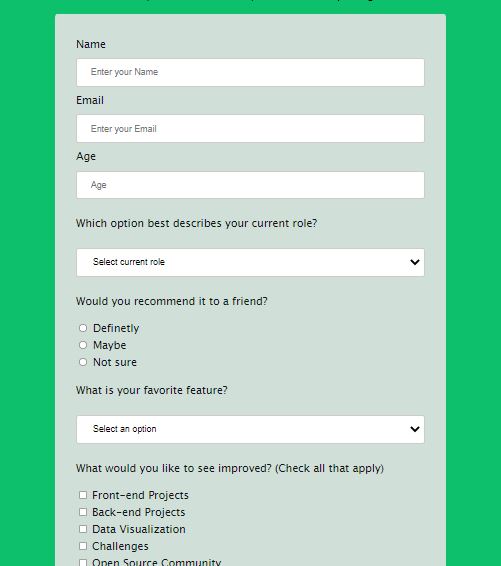 Name
Enter your Name
Email
Enter your Email
Age
Age
Which option best describes your current role?
Select current role
Would you recommend it to a friend?
Definetly
Maybe
Not sure
What is your favorite feature?
Select an option
What would you like to see improved? (Check all that apply)
Front-end Projects
Back-end Projects
Data Visualization
Challenges
Open Source Community